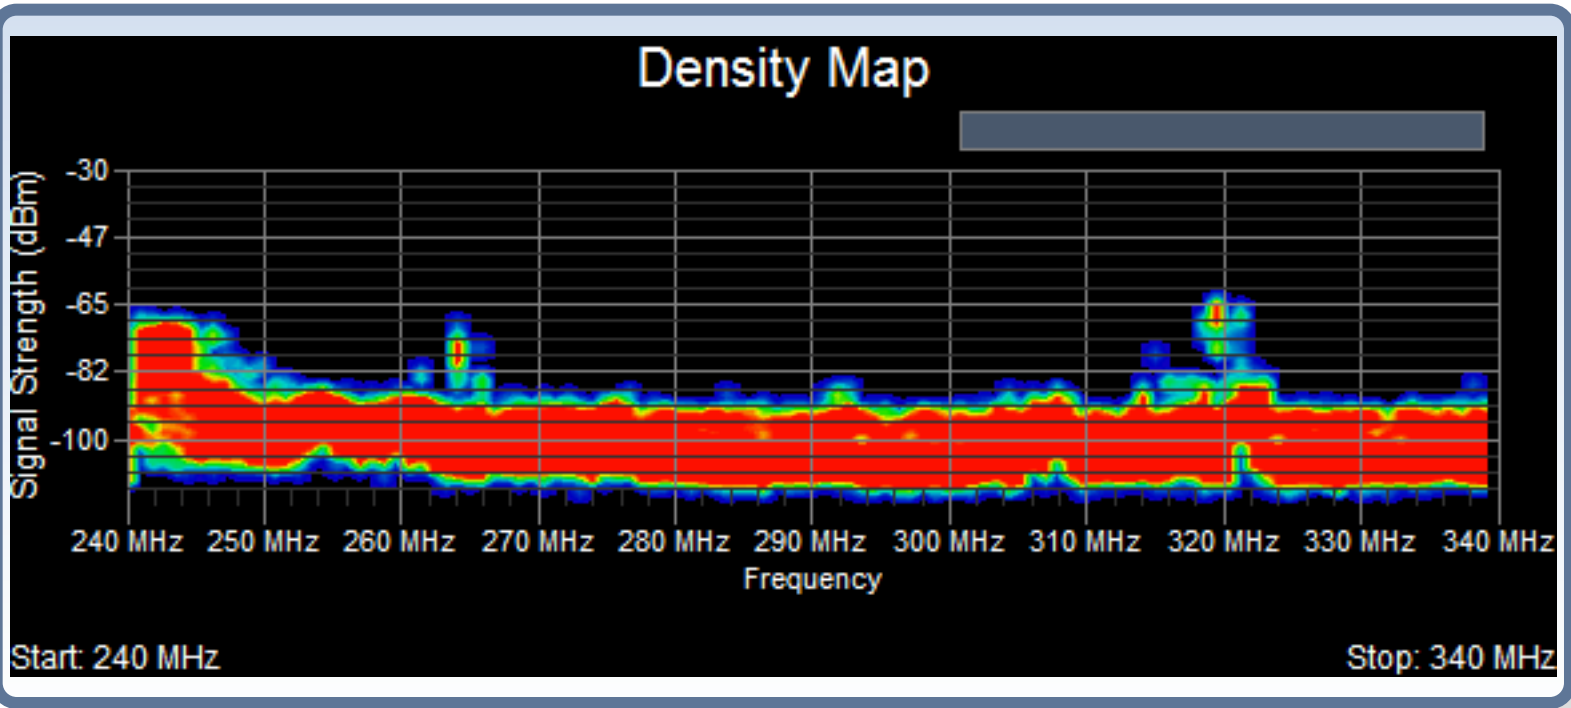 Density Map
Signal Strength (dBm)
-30
-47
-65
-82
-100
240 MHz 250 MHz 260 MHz 270 MHz 280 MHz 290 MHz 300 MHz 310 MHz 320 MHz 330 MHz 340 MHz
Frequency
Start: 240 MHz
Stop: 340 MHz